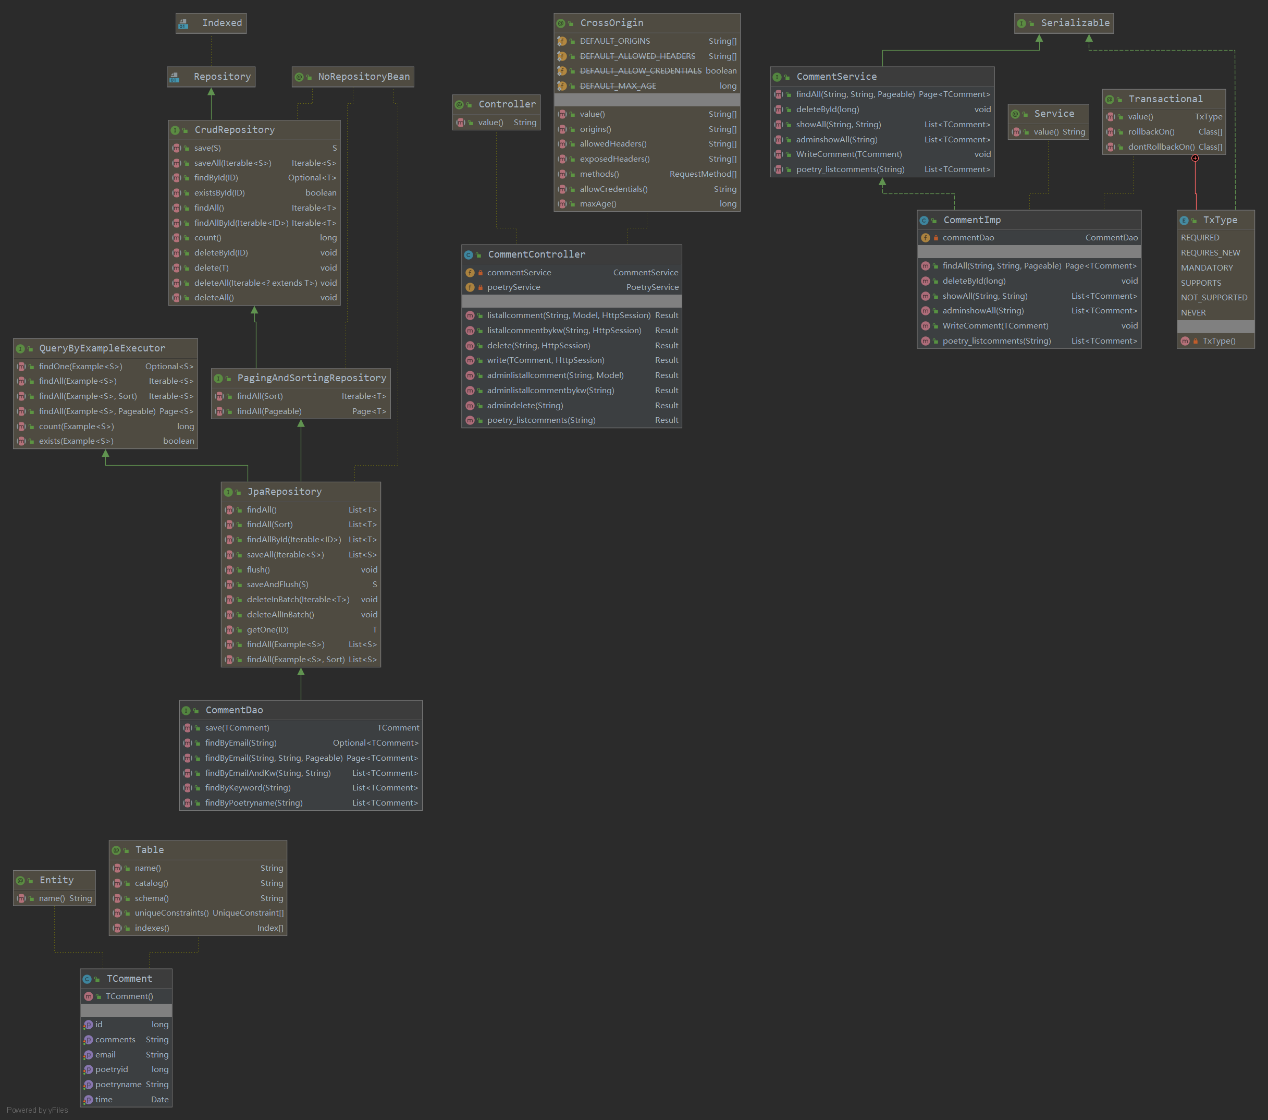 Indexed
Repository
NoRepositoryBean
CrudRepository
save(S) S
saveAll(Iterable<S>) Iterable<S>
findById(ID) Optional<T>
existsById(ID) boolean
findAll() Iterable<T>
findAllById(Iterable<ID>) Iterable<T>
count() long
deleteById(ID) void
delete(T) void
deleteAll(Iterable<? extends T>) void
deleteAll() void
QueryByExampleExecutor
findOne(Example<S>) Optional<S>
findAll(Example<S>) Iterable<S>
findAll(Example<S>, Sort) Iterable<S>
findAll(Example<S>, Pageable) Page<S>
count(Example<S>) long
exists(Example<S>) boolean
PagingAndSortingRepository
findAll(Sort) Iterable<T>
findAll(Pageable) Page<T>
JpaRepository
findAll() List<T>
findAll(Sort) List<T>
findAllById(Iterable<ID>) List<T>
saveAll(Iterable<S>) List<S>
flush() void
saveAndFlush(S) S
deleteInBatch(Iterable<T>) void
deleteAllInBatch() void
getOne(ID) T
findAll(Example<S>) List<S>
findAll(Example<S>, Sort) List<S>
CommentDao
save(TComment) TComment
findByEmail(String) Optional<TComment>
findByEmail(String, String, Pageable) Page<TComment>
findByEmailAndKw(String, String) List<TComment>
findByKeyword(String) List<TComment>
findByPoetryname(String) List<TComment>
Table
name() String
catalog() String
schema() String
uniqueConstraints() UniqueConstraint[]
indexes() Index[]
Entity
name() String
TComment
TComment()
id long
comments String
email String
poetryid long
poetryname String
time Date
Controller
value() String
CrossOrigin
DEFAULT_ORIGINS String[]
DEFAULT_ALLOWED_HEADERS String[]
DEFAULT_ALLOW_CREDENTIALS boolean
DEFAULT_MAX_AGE long
value() String[]
origins() String[]
allowedHeaders() String[]
exposedHeaders() String[]
methods() RequestMethod[]
allowCredentials() String
maxAge() long
CommentController
commentService CommentService
poetryService PoetryService
listallcomment(String, Model, HttpSession) Result
listallcommentbykw(String, HttpSession) Result
delete(String, HttpSession) Result
write(TComment, HttpSession) Result
adminlistallcomment(String, Model) Result
adminlistallcommentbykw(String) Result
admindelete(String) Result
poetry_listcomments(String) Result
Serializable
CommentService
findAll(String, String, Pageable) Page<TComment>
deleteById(long) void
showAll(String, String) List<TComment>
adminshowAll(String) List<TComment>
WriteComment(TComment) void
poetry_listcomments(String) List<TComment>
Service
value() String
Transactional
value() TxType
rollbackOn() Class[]
dontRollbackOn() Class[]
CommentImp
commentDao CommentDao
findAll(String, String, Pageable) Page<TComment>
deleteById(long) void
showAll(String, String) List<TComment>
adminshowAll(String) List<TComment>
WriteComment(TComment) void
poetry_listcomments(String) List<TComment>
TxType
REQUIRED
REQUIRES_NEW
MANDATORY
SUPPORTS
NOT_SUPPORTED
NEVER
TxType()
Powered by yFiles